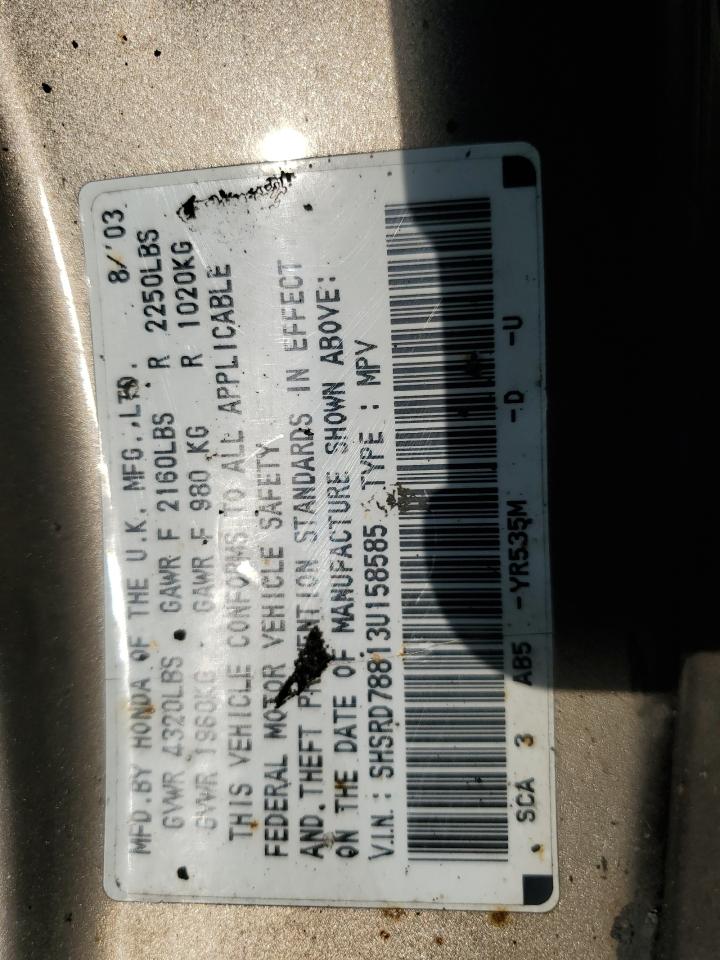 MFD.BY HONDA OF THE U.K. MFG.,LTD. 8/'03
GVWR 4320LBS GAWR F 2160LBS R 2250LBS
GVWR 1960KG GAWR F 980 KG R 1020KG
THIS VEHICLE CONFORMS TO ALL APPLICABLE
FEDERAL MOTOR VEHICLE SAFETY
AND THEFT PREVENTION STANDARDS IN EFFECT
ON THE DATE OF MANUFACTURE SHOWN ABOVE:
V.I.N.: SHSRD78813U158585 TYPE : MPV
SCA 3 AB5 -YR535M -D -U